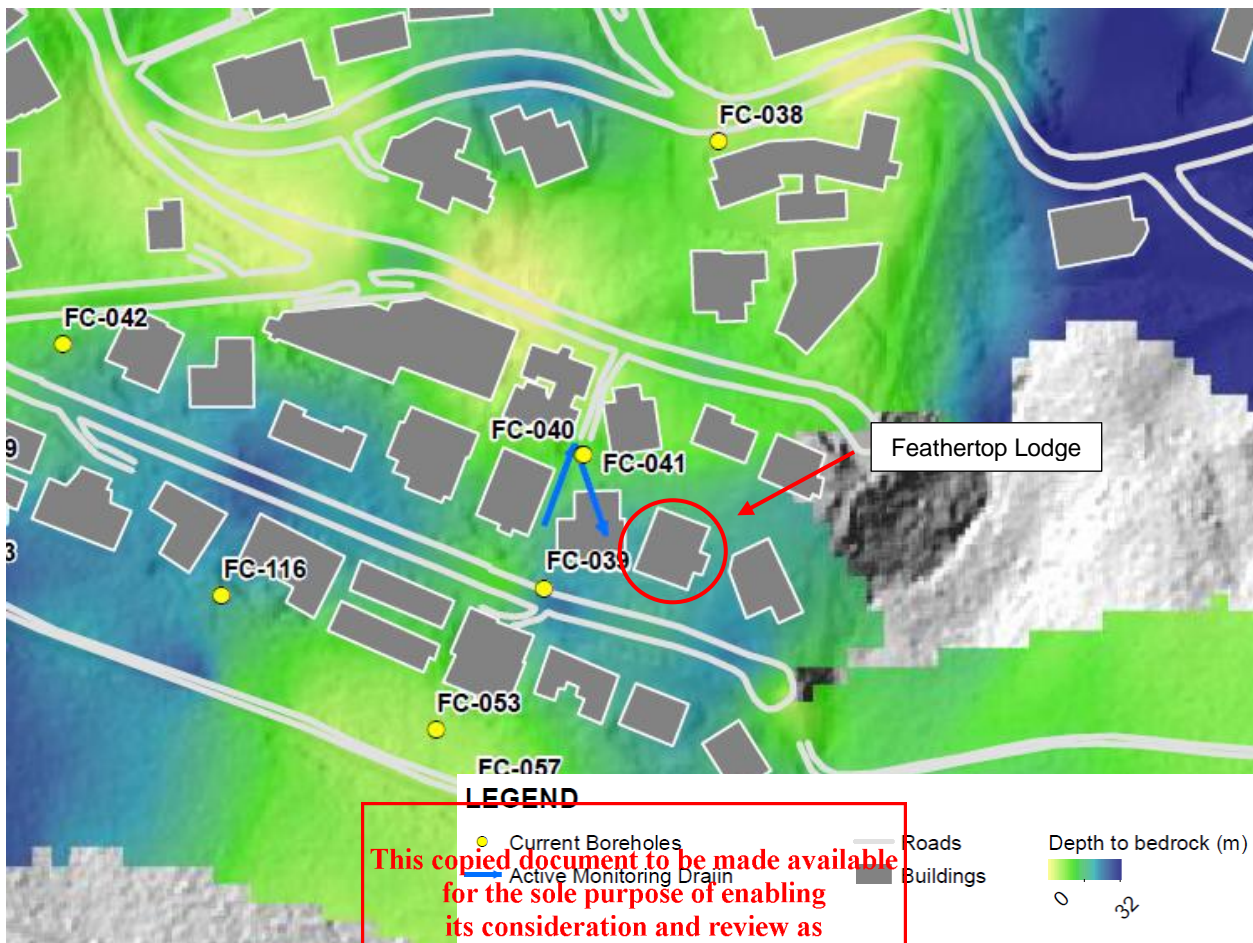 FC-038
FC-042
FC-040
Feathertop Lodge
FC-041
9
FC-039
3
FC-116
FC-053
FC-057
LEGEND
Current Boreholes
Active Monitoring Drain
Roads
Buildings
Depth to bedrock (m)
0
32
This copied document to be made available
for the sole purpose of enabling
its consideration and review as